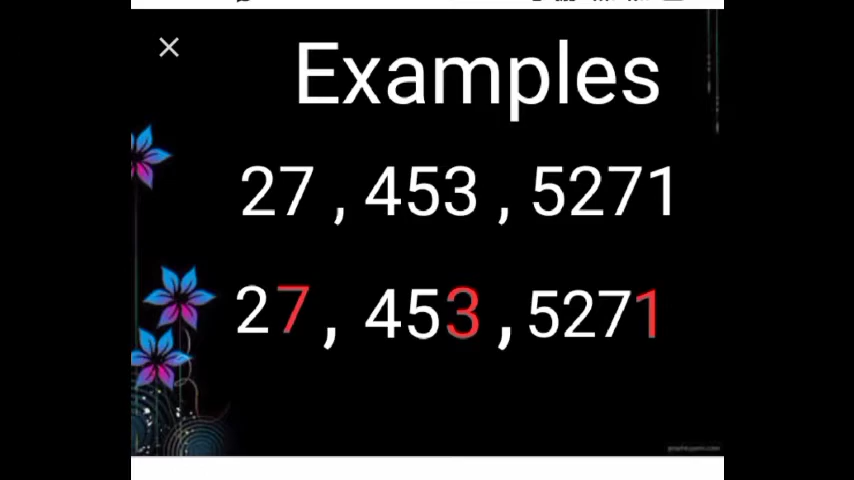 Examples
27 , 453 , 5271
27, 453 , 5271